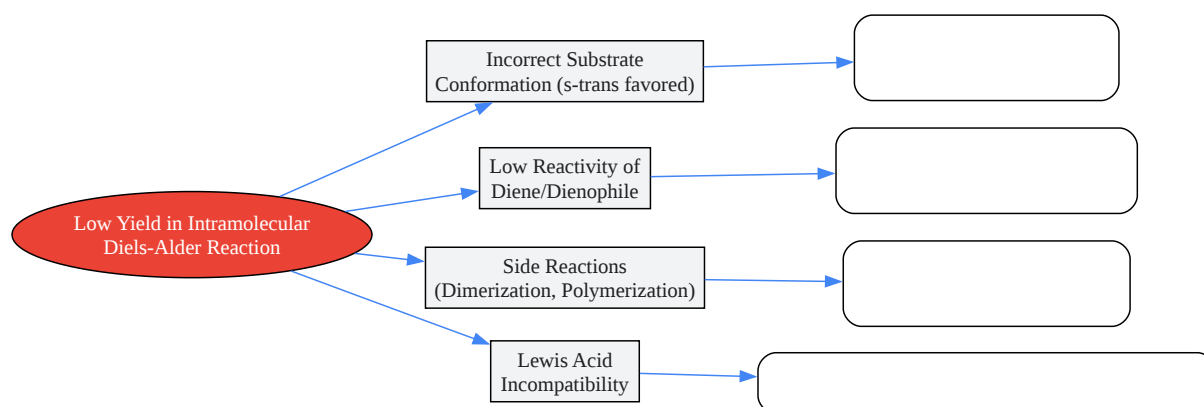 Low Yield in Intramolecular
Diels-Alder Reaction
Incorrect Substrate
Conformation (s-trans favored)
Low Reactivity of
Diene/Dienophile
Side Reactions
(Dimerization, Polymerization)
Lewis Acid
Incompatibility